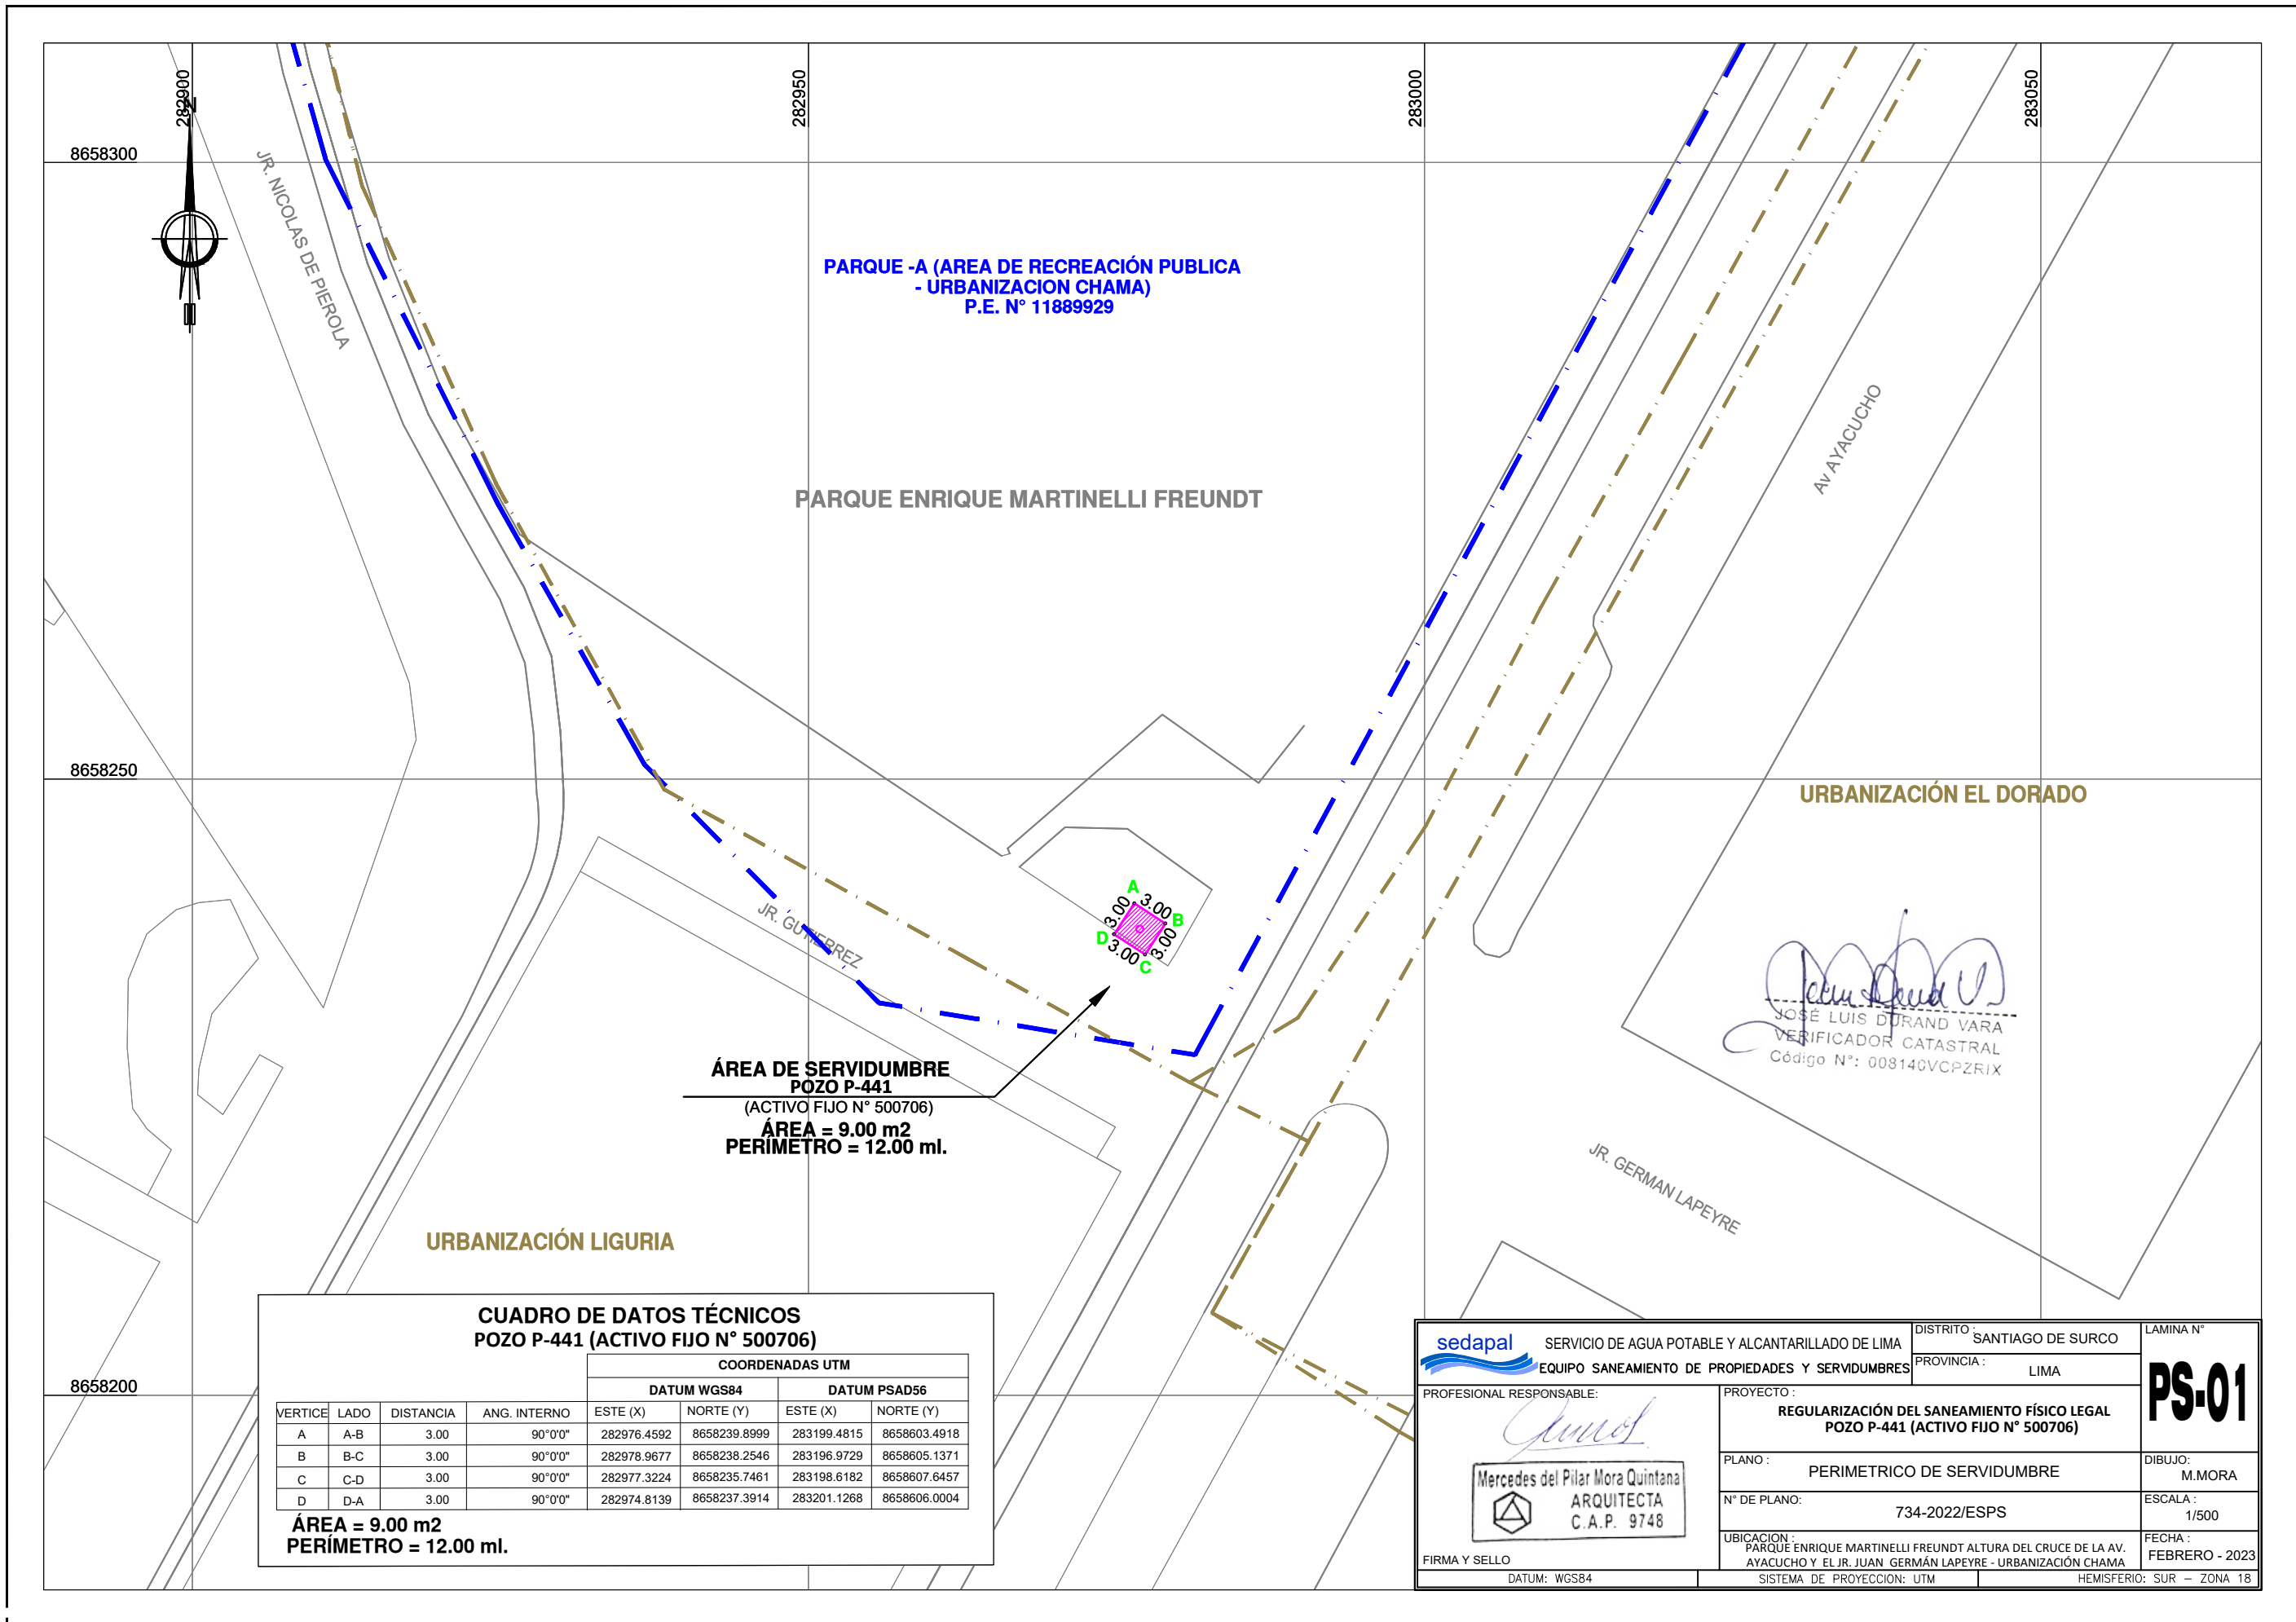 282900
282950
283000
283050
N
8658300
8658250
8658200
JR. NICOLAS DE PIEROLA
PARQUE -A (AREA DE RECREACIÓN PUBLICA
- URBANIZACION CHAMA)
P.E. N° 11889929
PARQUE ENRIQUE MARTINELLI FREUNDT
Av AYACUCHO
URBANIZACIÓN EL DORADO
JR. GUTIERREZ
A
3.00
3.00
B
D
3.00
3.00
C
JOSÉ LUIS DURAND VARA
VERIFICADOR CATASTRAL
Código N°: 008140VCPZRIX
ÁREA DE SERVIDUMBRE
POZO P-441
(ACTIVO FIJO N° 500706)
ÁREA = 9.00 m2
PERÍMETRO = 12.00 ml.
JR. GERMAN LAPEYRE
URBANIZACIÓN LIGURIA
CUADRO DE DATOS TÉCNICOS
POZO P-441 (ACTIVO FIJO N° 500706)
COORDENADAS UTM
DATUM WGS84 DATUM PSAD56
VERTICE LADO DISTANCIA ANG. INTERNO ESTE (X) NORTE (Y) ESTE (X) NORTE (Y)
A A-B 3.00 90°0'0" 282976.4592 8658239.8999 283199.4815 8658603.4918
B B-C 3.00 90°0'0" 282978.9677 8658238.2546 283196.9729 8658605.1371
C C-D 3.00 90°0'0" 282977.3224 8658235.7461 283198.6182 8658607.6457
D D-A 3.00 90°0'0" 282974.8139 8658237.3914 283201.1268 8658606.0004
ÁREA = 9.00 m2
PERÍMETRO = 12.00 ml.
sedapal
SERVICIO DE AGUA POTABLE Y ALCANTARILLADO DE LIMA
EQUIPO SANEAMIENTO DE PROPIEDADES Y SERVIDUMBRES
DISTRITO : SANTIAGO DE SURCO
PROVINCIA : LIMA
LAMINA N°
PS-01
PROFESIONAL RESPONSABLE:
Mercedes del Pilar Mora Quintana
ARQUITECTA
C.A.P. 9748
FIRMA Y SELLO
PROYECTO :
REGULARIZACIÓN DEL SANEAMIENTO FÍSICO LEGAL
POZO P-441 (ACTIVO FIJO N° 500706)
PLANO :
PERIMETRICO DE SERVIDUMBRE
DIBUJO:
M.MORA
N° DE PLANO:
734-2022/ESPS
ESCALA :
1/500
UBICACION :
PARQUE ENRIQUE MARTINELLI FREUNDT ALTURA DEL CRUCE DE LA AV.
AYACUCHO Y EL JR. JUAN GERMÁN LAPEYRE - URBANIZACIÓN CHAMA
FECHA :
FEBRERO - 2023
DATUM: WGS84
SISTEMA DE PROYECCION: UTM
HEMISFERIO: SUR – ZONA 18